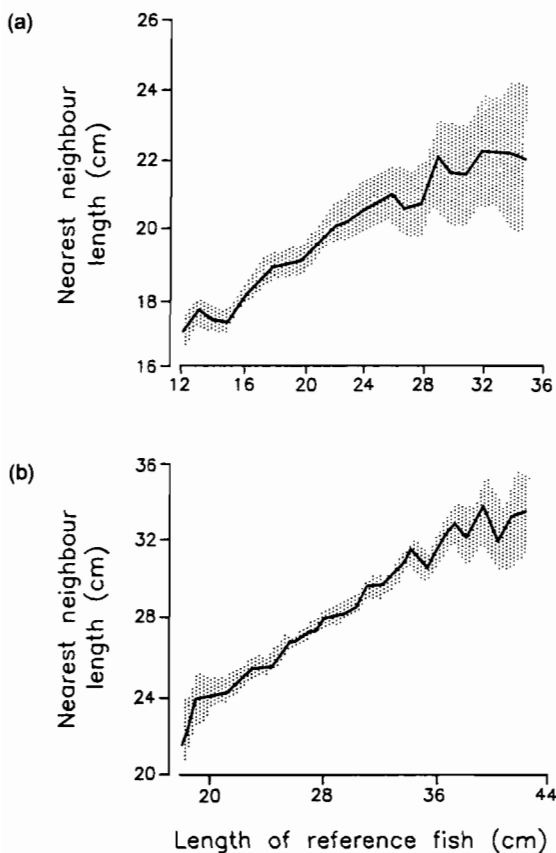 (a)
Nearest neighbour
length (cm)
26
24
22
20
18
16
12 16 20 24 28 32 36
(b)
Nearest neighbour
length (cm)
36
32
28
24
20
20 28 36 44
Length of reference fish (cm)